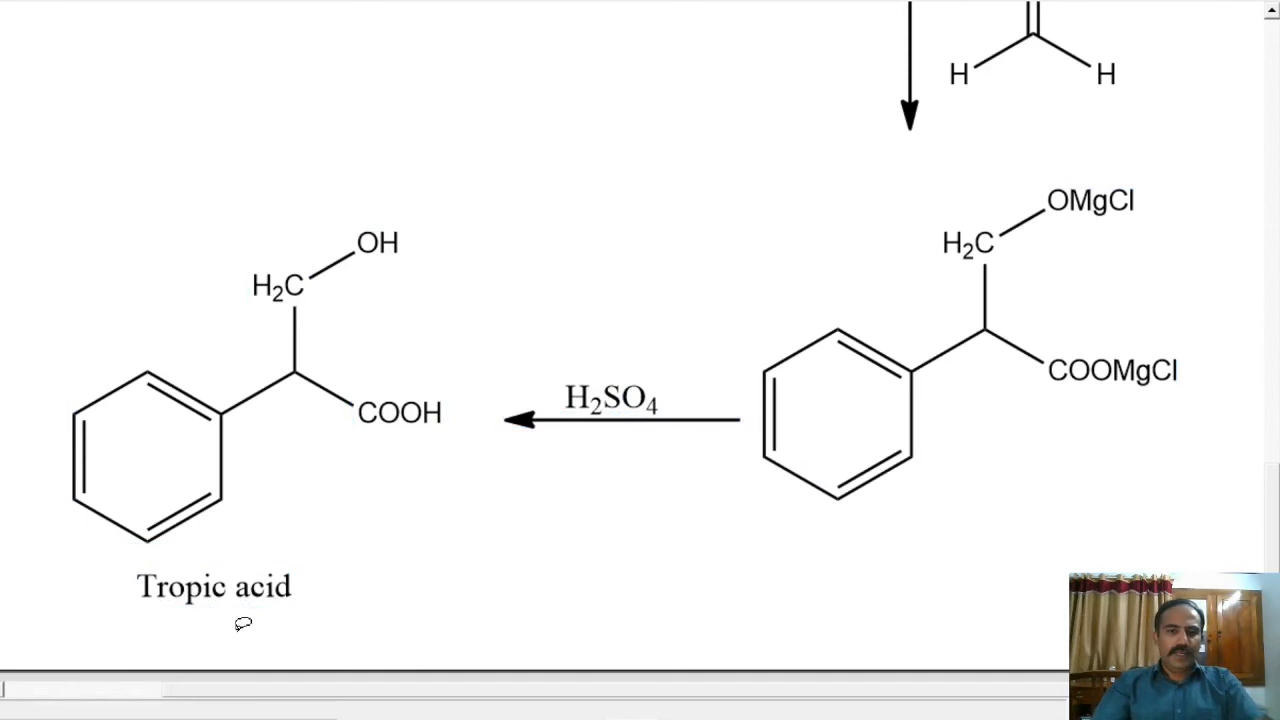 H H
OMgCl
H₂C
OH
H₂C
COOMgCl
H₂SO₄
COOH
Tropic acid